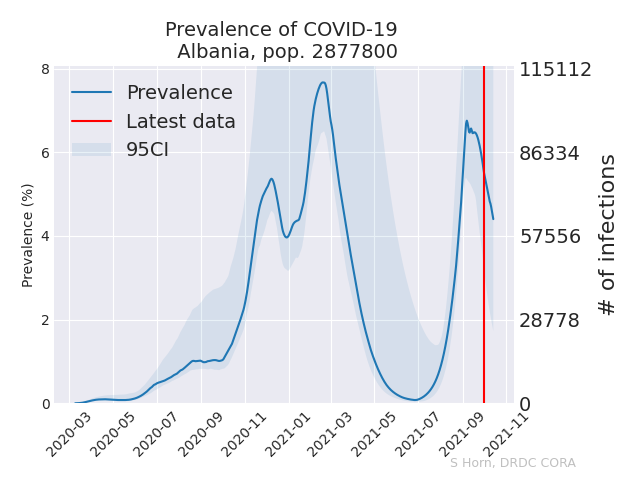 Prevalence of COVID-19
Albania, pop. 2877800
Prevalence
Latest data
95CI
Prevalence (%)
8
6
4
2
0
115112
86334
57556
28778
0
# of infections
2020-03
2020-05
2020-07
2020-09
2020-11
2021-01
2021-03
2021-05
2021-07
2021-09
2021-11
S Horn, DRDC CORA